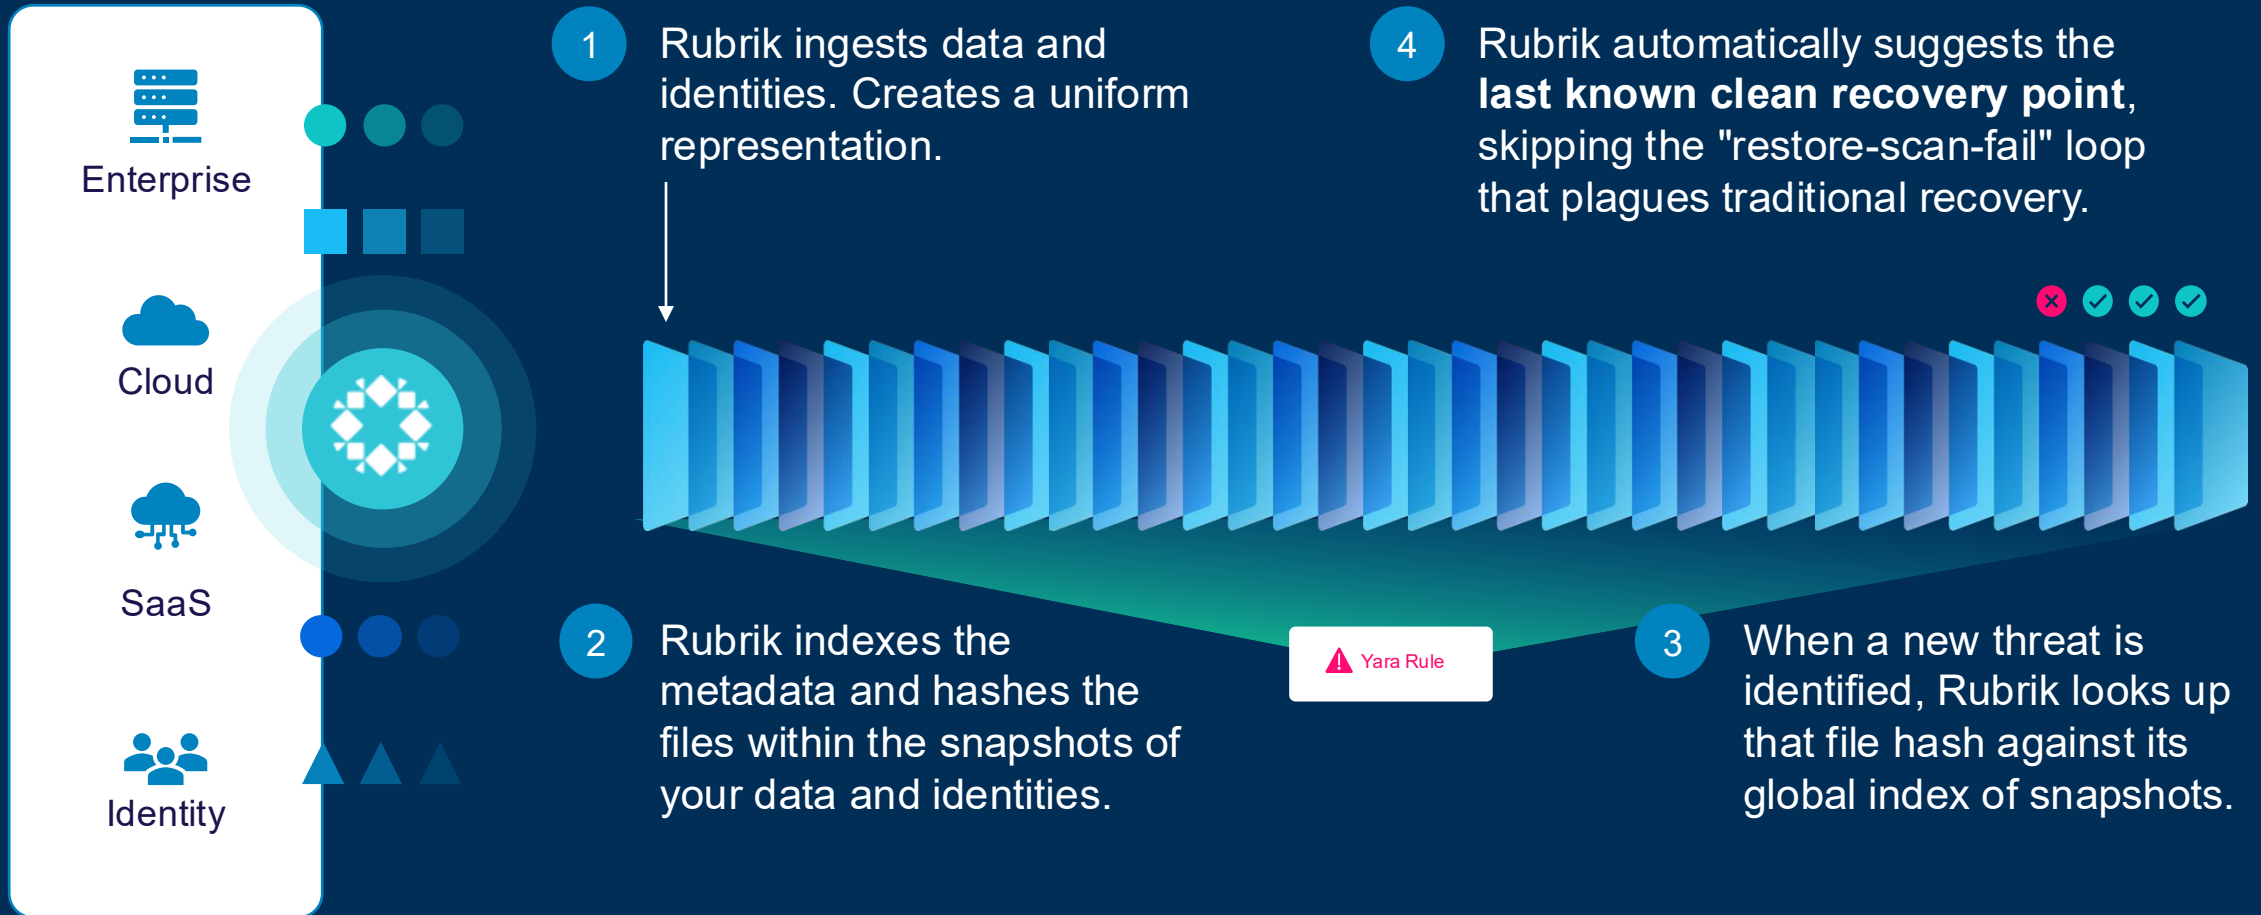 Enterprise
Cloud
SaaS
Identity
1
Rubrik ingests data and
identities. Creates a uniform
representation.
2
Rubrik indexes the
metadata and hashes the
files within the snapshots of
your data and identities.
Yara Rule
3
When a new threat is
identified, Rubrik looks up
that file hash against its
global index of snapshots.
4
Rubrik automatically suggests the
last known clean recovery point,
skipping the "restore-scan-fail" loop
that plagues traditional recovery.